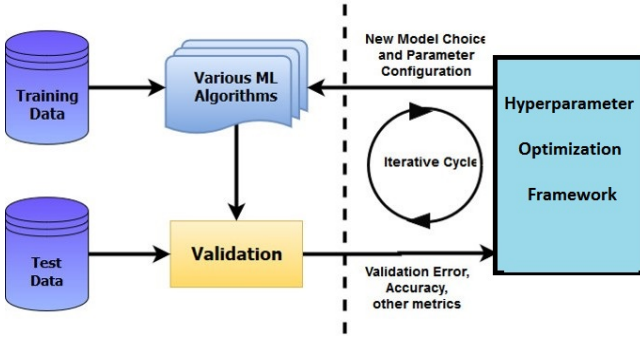 Training
Data
Various ML
Algorithms
New Model Choice
and Parameter
Configuration
Hyperparameter
Optimization
Framework
Iterative Cycle
Test
Data
Validation
Validation Error,
Accuracy,
other metrics